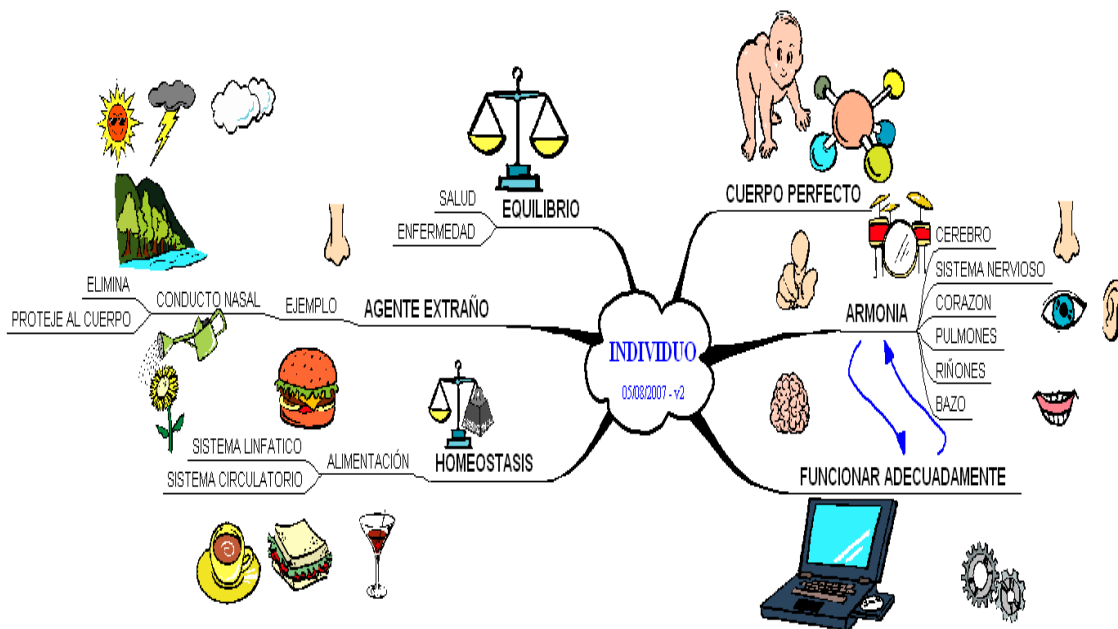 INDIVIDUO
05/08/2007 - v2
CUERPO PERFECTO
ARMONIA
CEREBRO
SISTEMA NERVIOSO
CORAZON
PULMONES
RIÑONES
BAZO
FUNCIONAR ADECUADAMENTE
EQUILIBRIO
SALUD
ENFERMEDAD
AGENTE EXTRAÑO
EJEMPLO
CONDUCTO NASAL
ELIMINA
PROTEJE AL CUERPO
HOMEOSTASIS
ALIMENTACIÓN
SISTEMA LINFATICO
SISTEMA CIRCULATORIO